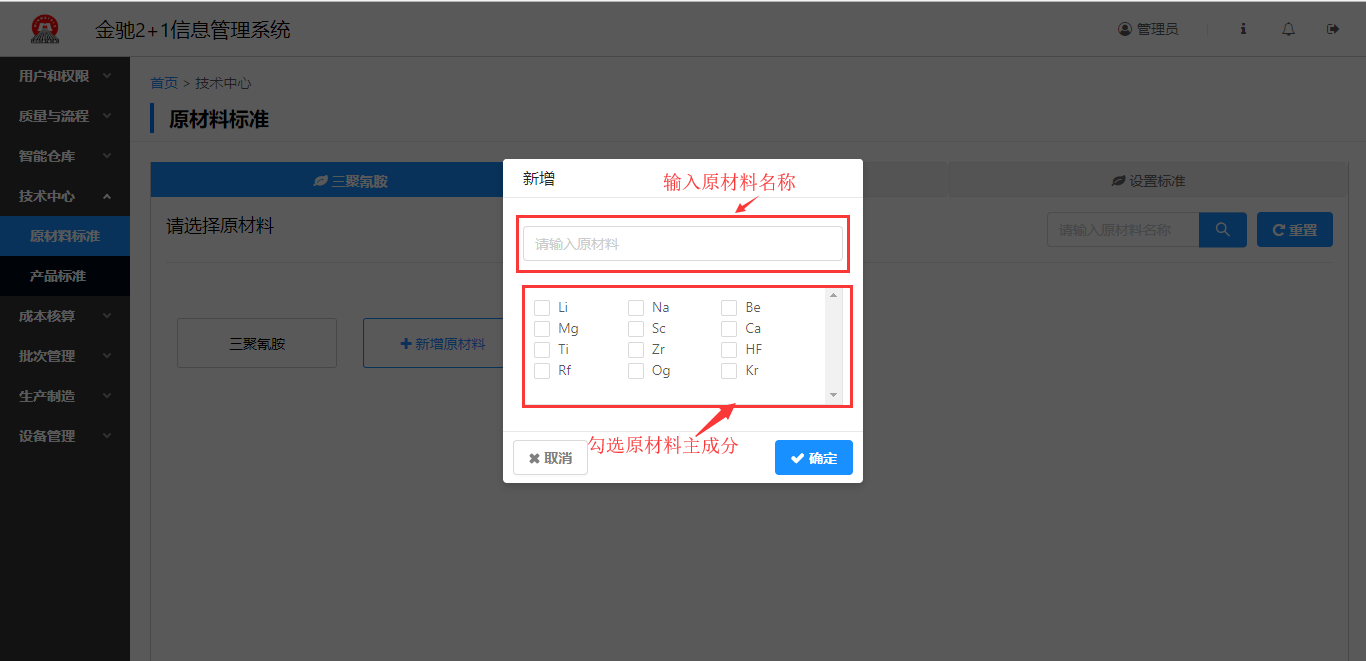 金驰2+1信息管理系统
管理员
用户和权限
质量与流程
智能仓库
技术中心
原材料标准
产品标准
成本核算
批次管理
生产制造
设备管理
首页 > 技术中心
原材料标准
三聚氰胺
设置标准
请选择原材料
请输入原材料名称
重置
三聚氰胺
新增原材料
新增
输入原材料名称
请输入原材料
Li Na Be
Mg Sc Ca
Ti Zr HF
Rf Og Kr
勾选原材料主成分
取消
确定